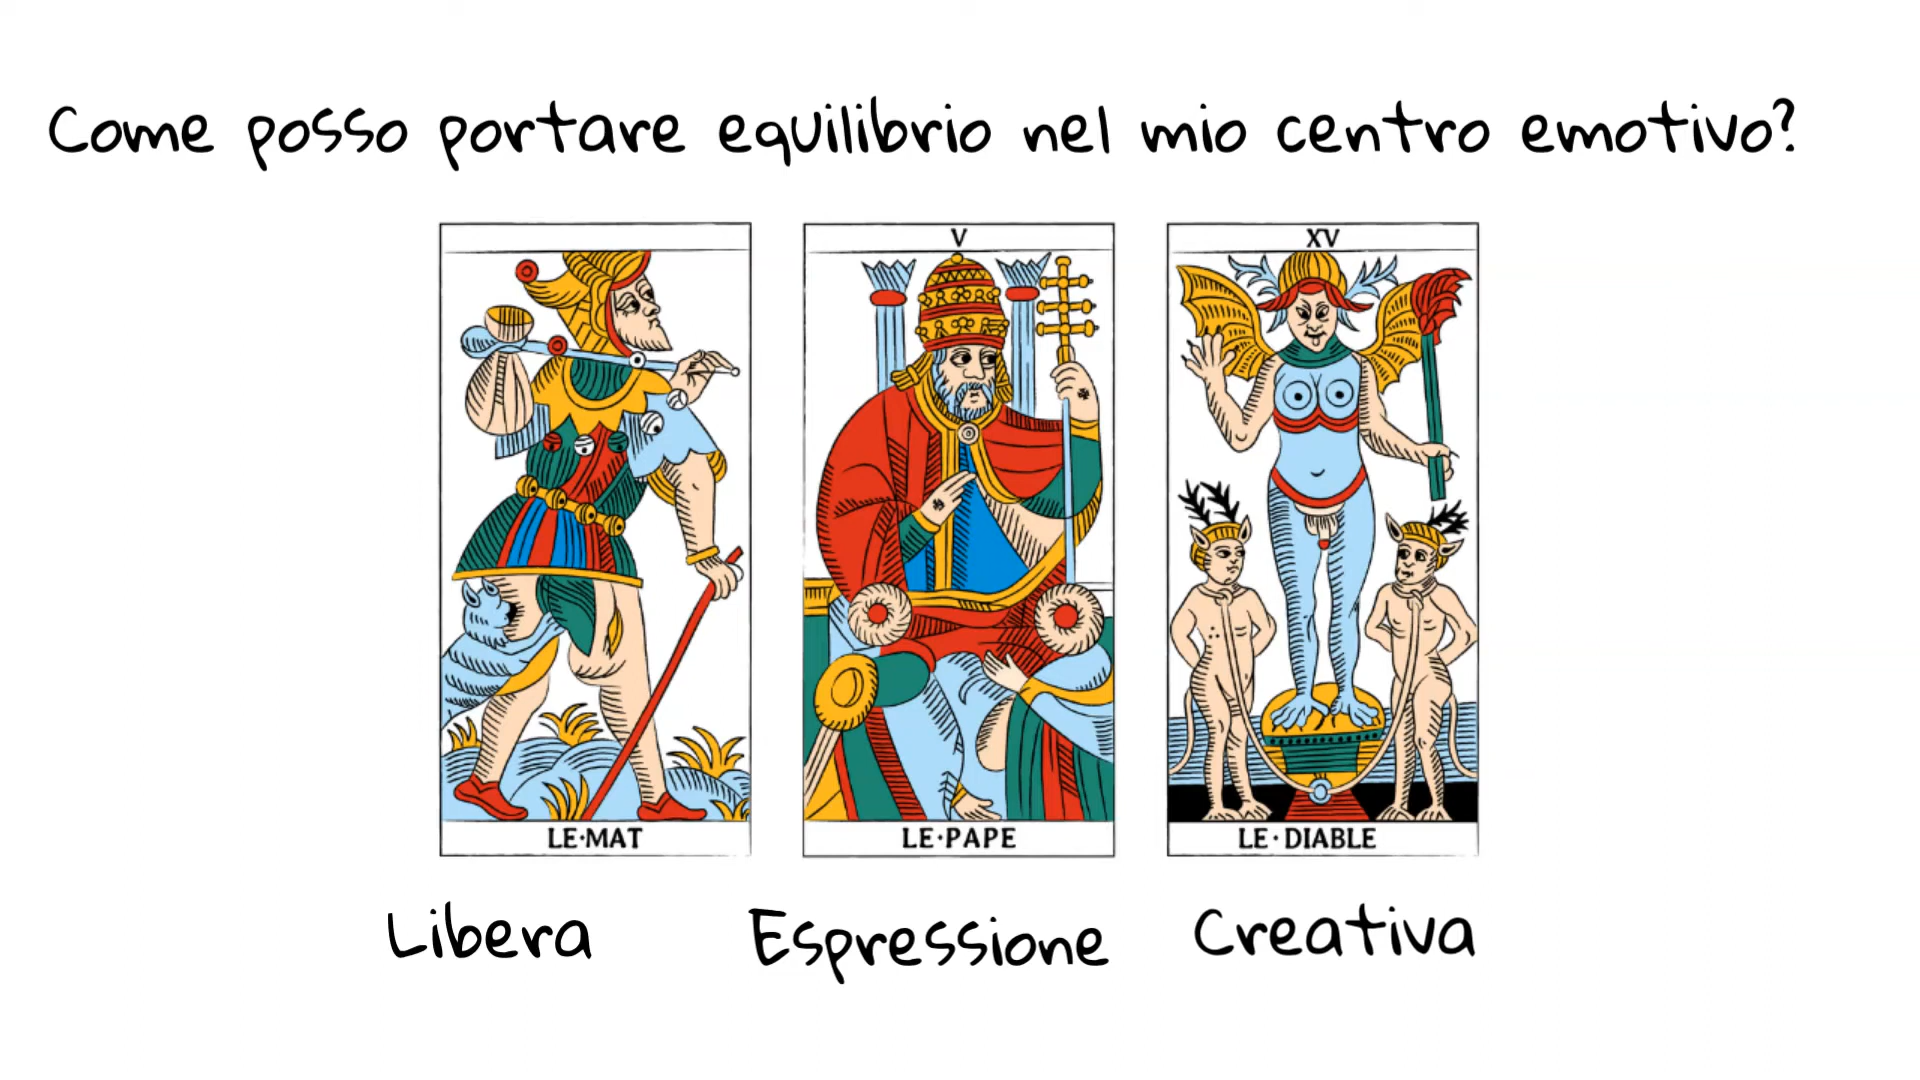 Come posso portare equilibrio nel mio centro emotivo?
V
XV
LE·MAT
LE·PAPE
LE·DIABLE
Libera
Espressione
Creativa